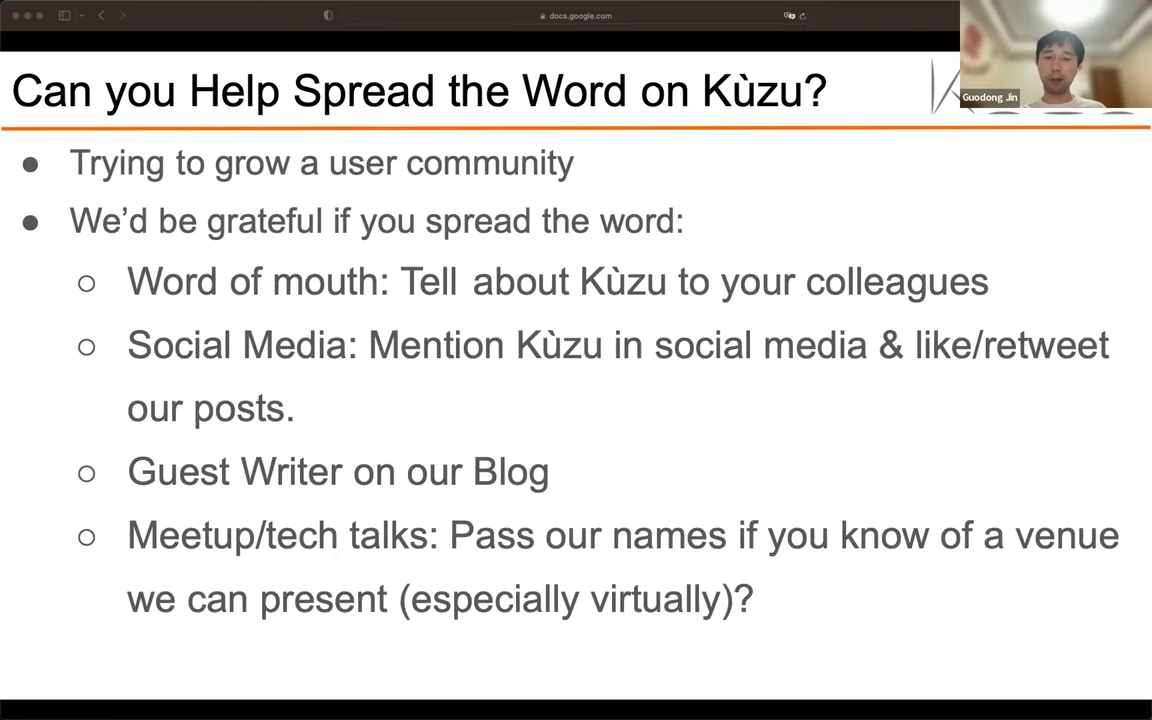 docs.google.com
Can you Help Spread the Word on Kùzu?
Guodong Jin
● Trying to grow a user community
● We’d be grateful if you spread the word:
○ Word of mouth: Tell about Kùzu to your colleagues
○ Social Media: Mention Kùzu in social media & like/retweet
our posts.
○ Guest Writer on our Blog
○ Meetup/tech talks: Pass our names if you know of a venue
we can present (especially virtually)?